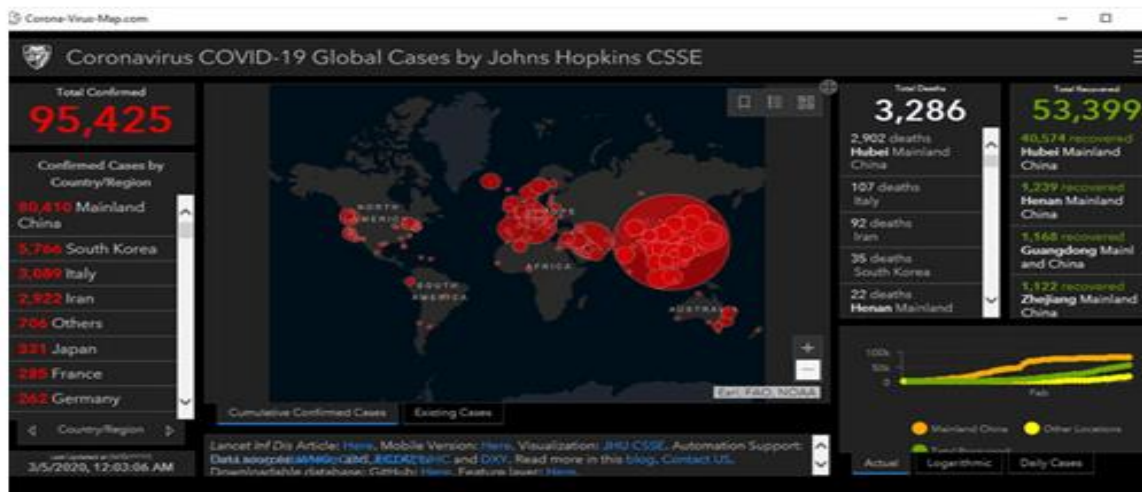 Corona-Virus-Map.com
Coronavirus COVID-19 Global Cases by Johns Hopkins CSSE
Total Confirmed
95,425
Confirmed Cases by
Country/Region
80,410 Mainland
China
5,766 South Korea
3,089 Italy
2,922 Iran
706 Others
331 Japan
285 France
262 Germany
Country/Region
3/5/2020, 12:03:06 AM
NORTH
AMERICA
SOUTH
AMERICA
AFRICA
Esri, FAO, NOAA
Cumulative Confirmed Cases
Existing Cases
Lancet Inf Dis Article: Here. Mobile Version: Here. Visualization: JHU CSSE. Automation Support:
and DXY. Read more in this blog. Contact US.
Downloadable database: GitHub: Here. Feature layer: Here.
Total Deaths
3,286
2,902 deaths
Hubei Mainland
China
107 deaths
Italy
92 deaths
Iran
35 deaths
South Korea
22 deaths
Henan Mainland
China
Total Recovered
53,399
40,574 recovered
Hubei Mainland
China
1,239 recovered
Henan Mainland
China
1,168 recovered
Guangdong Mainl
and China
1,122 recovered
Zhejiang Mainland
China
100k
50k
0
Feb
Mainland China
Other Locations
Total Recovered
Actual
Logarithmic
Daily Cases